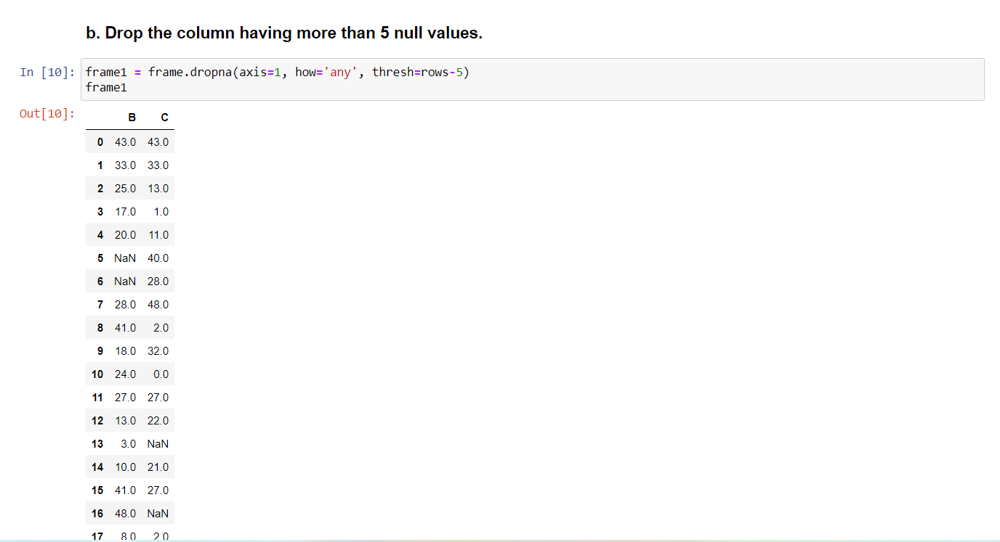 b. Drop the column having more than 5 null values.
In [10]: frame1 = frame.dropna(axis=1, how='any', thresh=rows-5)
frame1
Out[10]:
B C
0 43.0 43.0
1 33.0 33.0
2 25.0 13.0
3 17.0 1.0
4 20.0 11.0
5 NaN 40.0
6 NaN 28.0
7 28.0 48.0
8 41.0 2.0
9 18.0 32.0
10 24.0 0.0
11 27.0 27.0
12 13.0 22.0
13 3.0 NaN
14 10.0 21.0
15 41.0 27.0
16 48.0 NaN
17 8.0 2.0